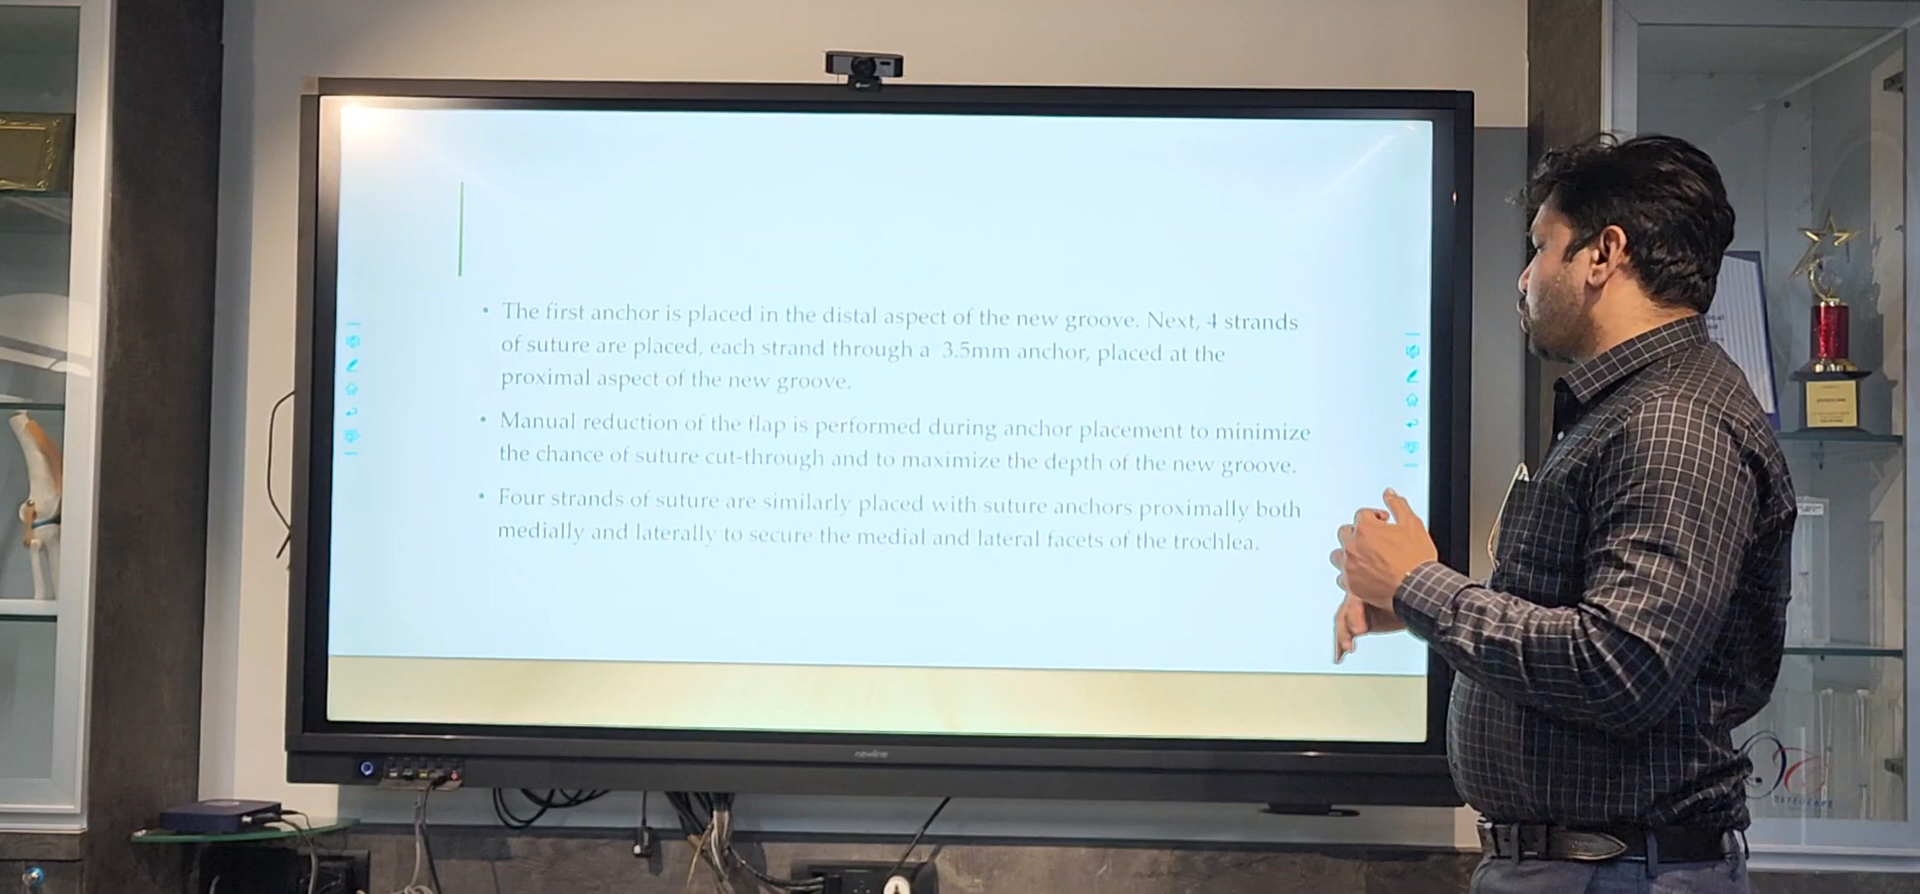 • The first anchor is placed in the distal aspect of the new groove. Next, 4 strands
of suture are placed, each strand through a 3.5mm anchor, placed at the
proximal aspect of the new groove.
• Manual reduction of the flap is performed during anchor placement to minimize
the chance of suture cut-through and to maximize the depth of the new groove.
• Four strands of suture are similarly placed with suture anchors proximally both
medially and laterally to secure the medial and lateral facets of the trochlea.
newline